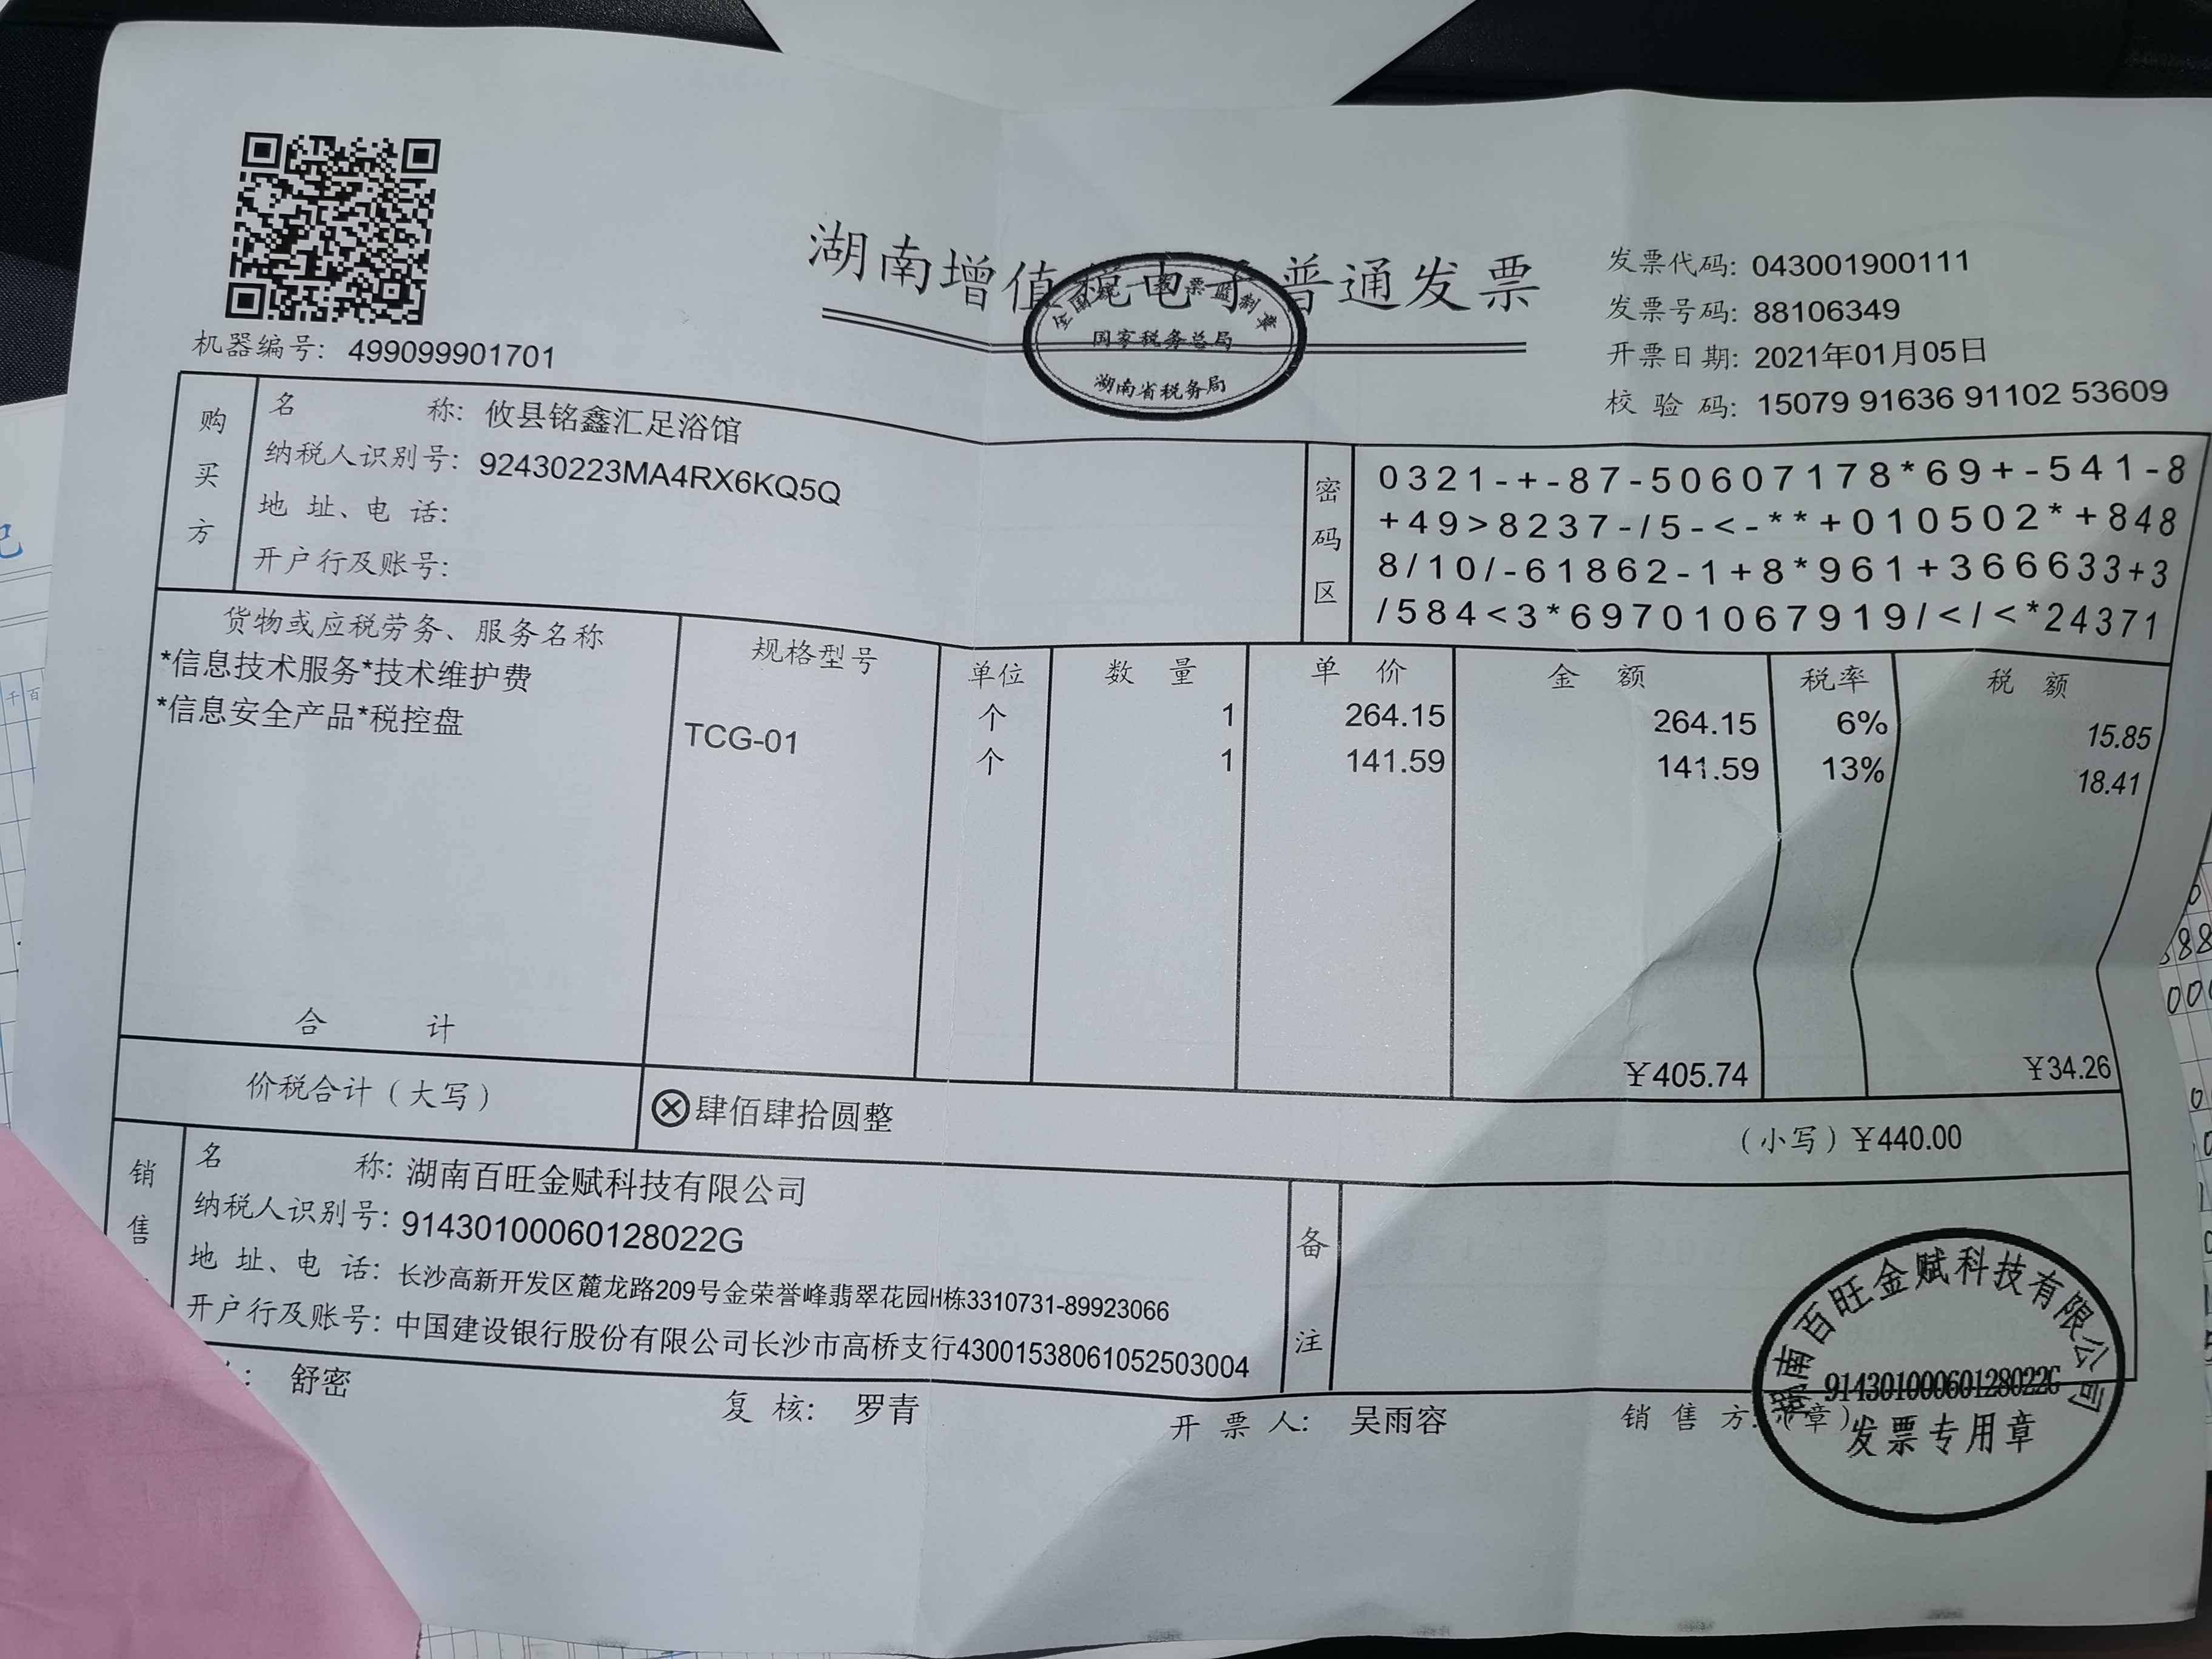 湖南增值税电子普通发票
全国统一发票监制章
国家税务总局
湖南省税务局
发票代码: 043001900111
发票号码: 88106349
开票日期: 2021年01月05日
校验码: 15079 91636 91102 53609
机器编号: 499099901701
购买方
名称: 攸县铭鑫汇足浴馆
纳税人识别号: 92430223MA4RX6KQ5Q
地址、电话:
开户行及账号:
密码区
0321-+-87-50607178*69+-541-8
+49>8237-/5-<-**+010502*+848
8/10/-61862-1+8*961+366633+3
/584<3*69701067919/</<*24371
货物或应税劳务、服务名称 规格型号 单位 数量 单价 金额 税率 税额
*信息技术服务*技术维护费 个 1 264.15 264.15 6% 15.85
*信息安全产品*税控盘 TCG-01 个 1 141.59 141.59 13% 18.41
合计 ¥405.74 ¥34.26
价税合计(大写) ⊗肆佰肆拾圆整 (小写)¥440.00
销售
名称: 湖南百旺金赋科技有限公司
纳税人识别号: 91430100060128022G
地址、电话: 长沙高新开发区麓龙路209号金荣誉峰翡翠花园H栋3310731-89923066
开户行及账号: 中国建设银行股份有限公司长沙市高桥支行43001538061052503004
备注
: 舒密 复核: 罗青 开票人: 吴雨容 销售方:(章)
湖南百旺金赋科技有限公司
91430100060128022G
发票专用章